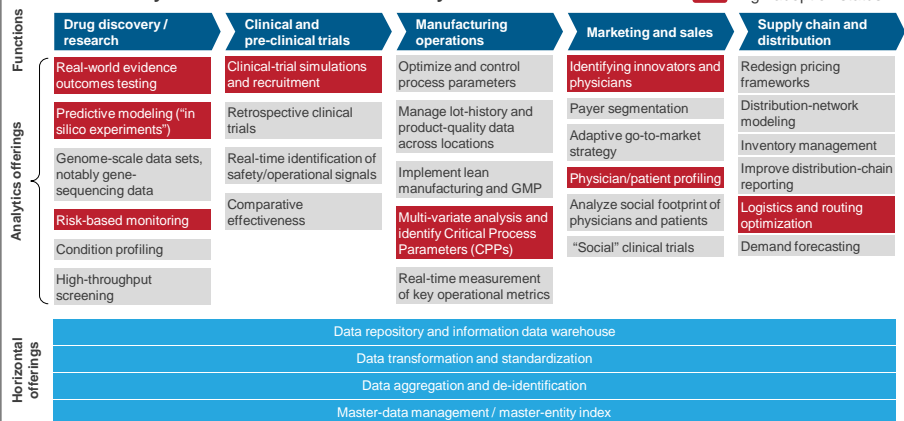 Functions
Drug discovery /
research
Clinical and
pre-clinical trials
Manufacturing
operations
Marketing and sales
Supply chain and
distribution
Analytics offerings
Real-world evidence
outcomes testing
Predictive modeling ("in
silico experiments")
Genome-scale data sets,
notably gene-
sequencing data
Risk-based monitoring
Condition profiling
High-throughput
screening
Clinical-trial simulations
and recruitment
Retrospective clinical
trials
Real-time identification of
safety/operational signals
Comparative
effectiveness
Optimize and control
process parameters
Manage lot-history and
product-quality data
across locations
Implement lean
manufacturing and GMP
Multi-variate analysis and
identify Critical Process
Parameters (CPPs)
Real-time measurement
of key operational metrics
Identifying innovators and
physicians
Payer segmentation
Adaptive go-to-market
strategy
Physician/patient profiling
Analyze social footprint of
physicians and patients
“Social” clinical trials
Redesign pricing
frameworks
Distribution-network
modeling
Inventory management
Improve distribution-chain
reporting
Logistics and routing
optimization
Demand forecasting
Horizontal
offerings
Data repository and information data warehouse
Data transformation and standardization
Data aggregation and de-identification
Master-data management / master-entity index